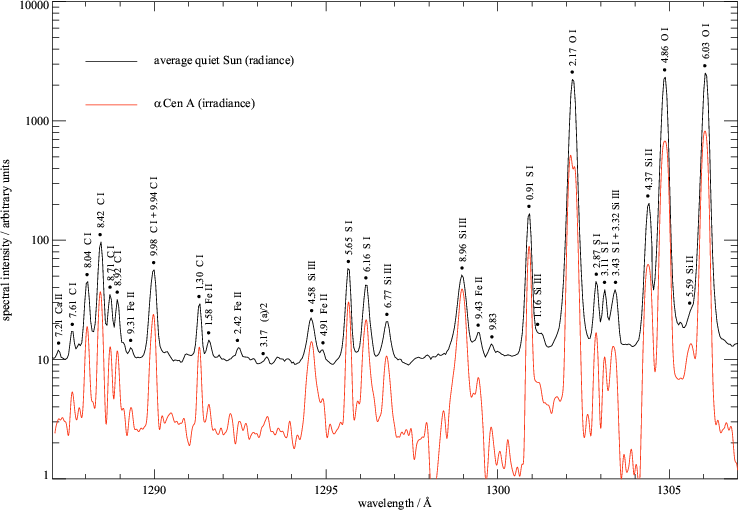 10000
1000
100
10
1
spectral intensity / arbitrary units
average quiet Sun (radiance)
αCen A (irradiance)
7.21 Ca II
7.61 C I
8.04 C I
8.42 C I
8.71 C I
8.92 C I
9.31 Fe II
9.98 C I + 9.94 C I
1.30 C I
1.58 Fe II
2.42 Fe II
3.17 (a)/2
4.58 Si III
4.91 Fe II
5.65 S I
6.16 S I
6.77 Si III
8.96 Si III
9.43 Fe II
9.83
0.91 S I
1.16 Si III
2.17 O I
2.87 S I
3.11 S I
3.43 S I + 3.32 Si III
4.37 Si II
4.86 O I
5.59 Si II
6.03 O I
1290
1295
1300
1305
wavelength / Å